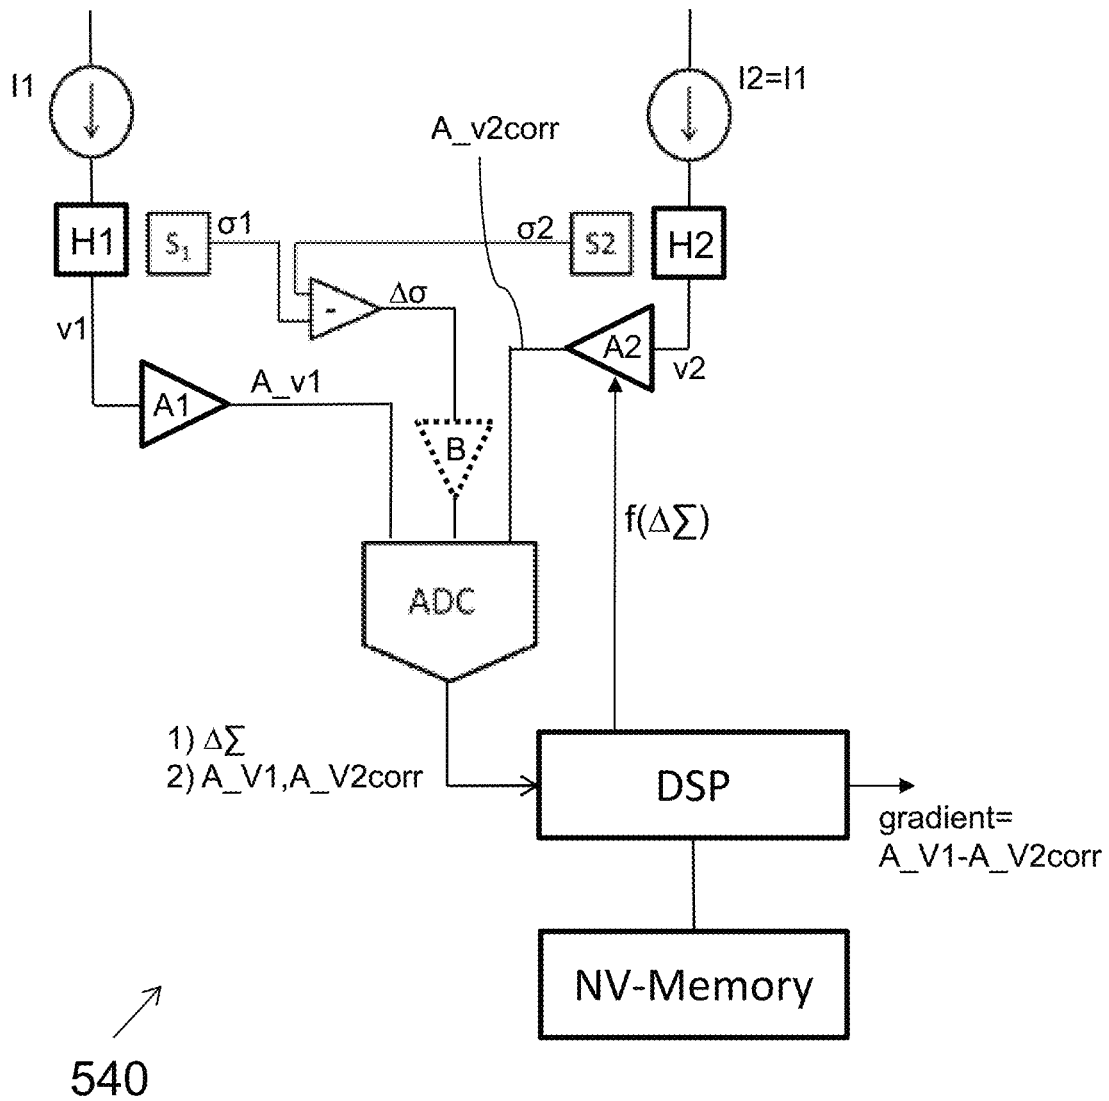 I1
I2=I1
A_v2corr
H1
S1
σ1
σ2
S2
H2
Δσ
-
v1
A2
v2
A_v1
A1
B
f(Δ∑)
ADC
1) Δ∑
2) A_V1,A_V2corr
DSP
gradient=
A_V1-A_V2corr
NV-Memory
540